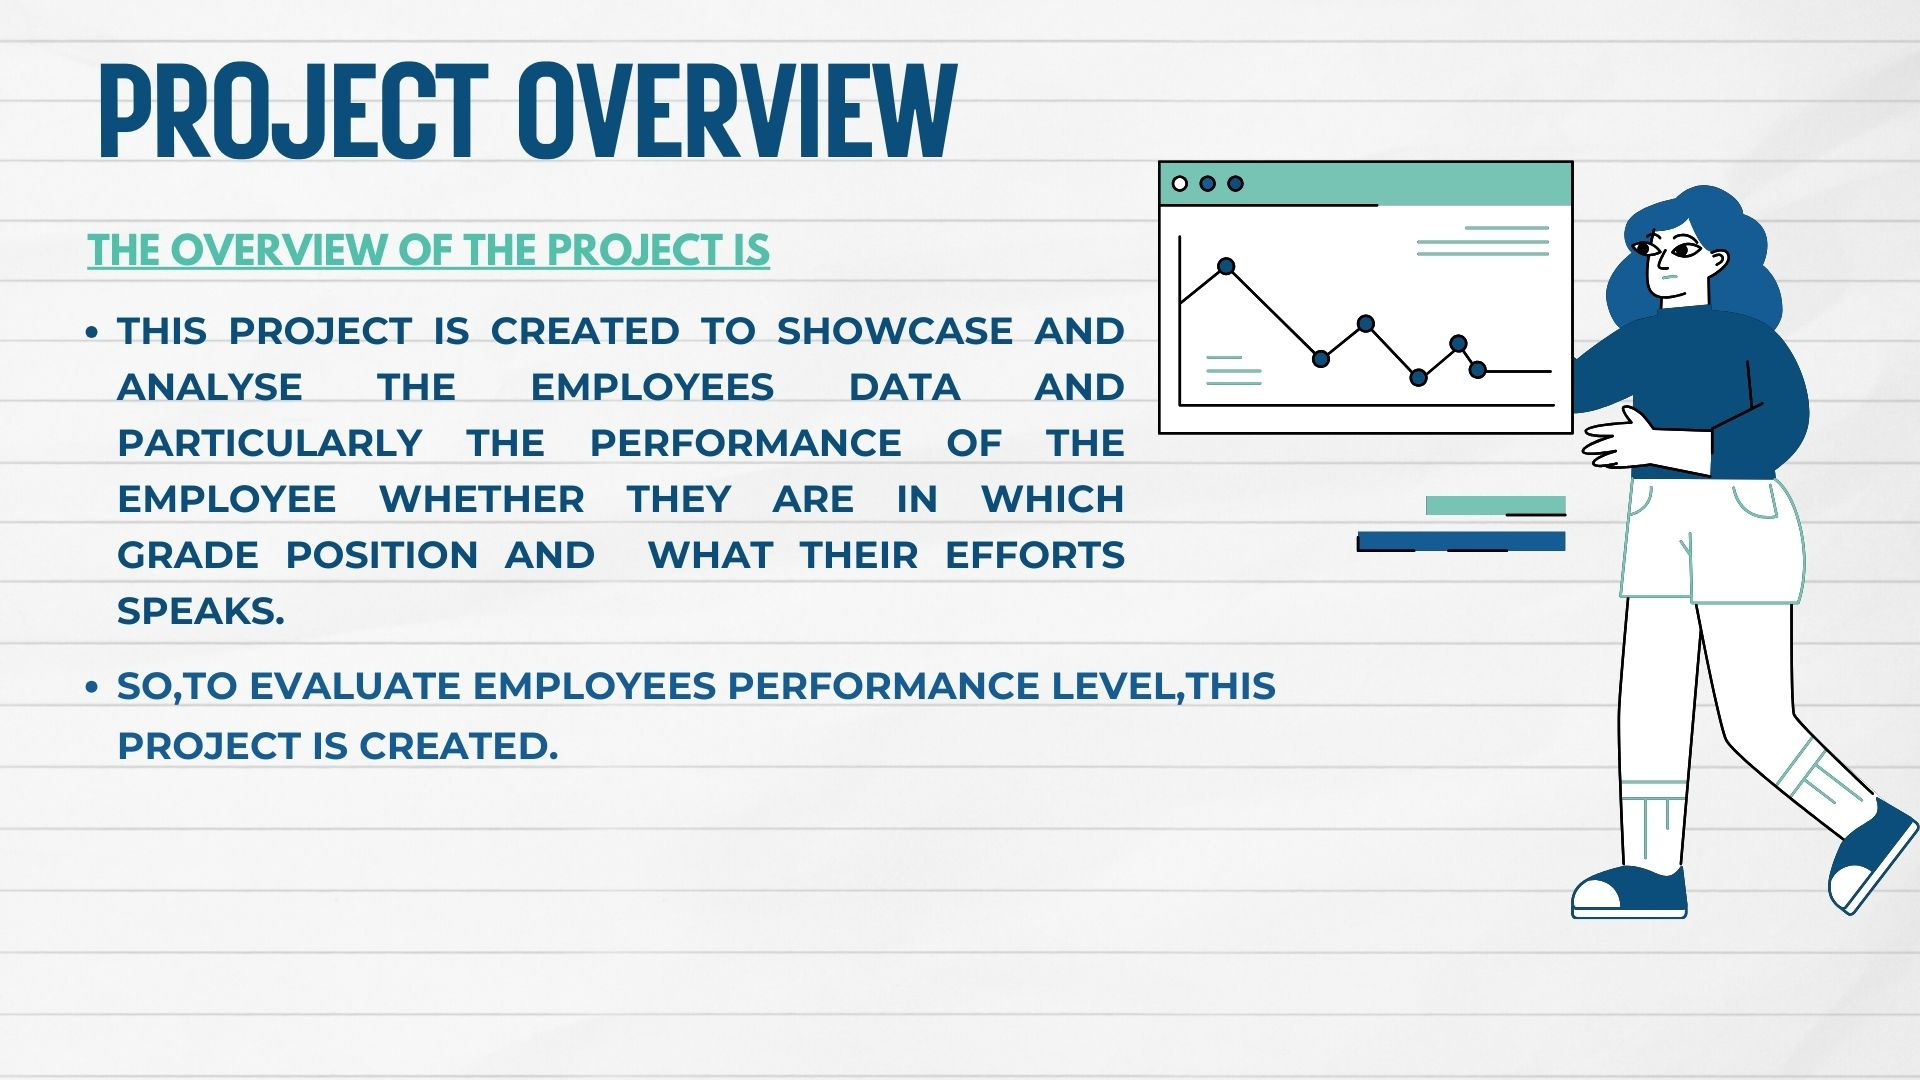 PROJECT OVERVIEW
THE OVERVIEW OF THE PROJECT IS
• THIS PROJECT IS CREATED TO SHOWCASE AND
ANALYSE THE EMPLOYEES DATA AND
PARTICULARLY THE PERFORMANCE OF THE
EMPLOYEE WHETHER THEY ARE IN WHICH
GRADE POSITION AND WHAT THEIR EFFORTS
SPEAKS.
• SO,TO EVALUATE EMPLOYEES PERFORMANCE LEVEL,THIS
PROJECT IS CREATED.